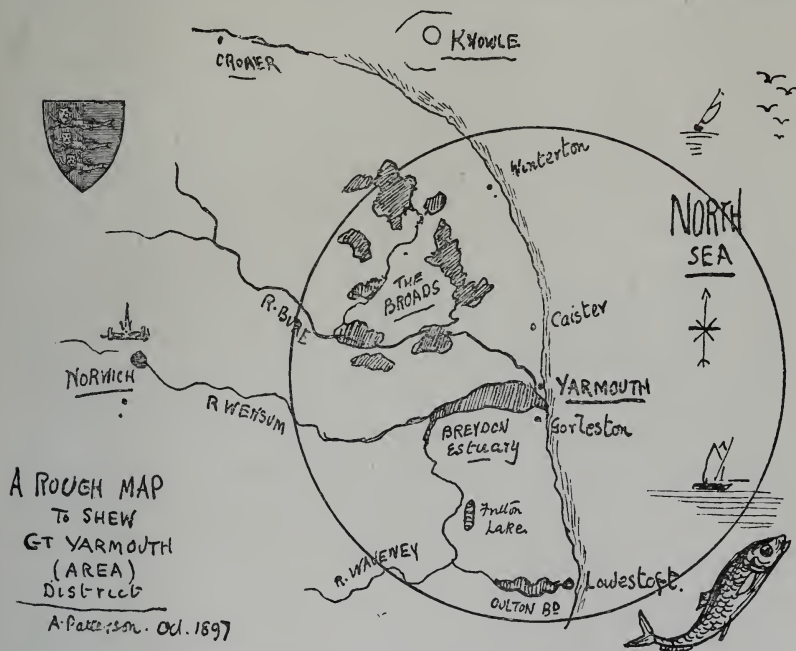 KNOWLE
CROMER
Winterton
NORTH
SEA
THE
BROADS
R. BURE
Caister
NORWICH
YARMOUTH
R WENSUM
Gorleston
BREYDON
Estuary
A ROUGH MAP
TO SHEW
GT YARMOUTH
(AREA)
District
A. Patterson. Oct. 1897
Fritton
Lake
R. WAVENEY
Lowestoft.
OULTON BD